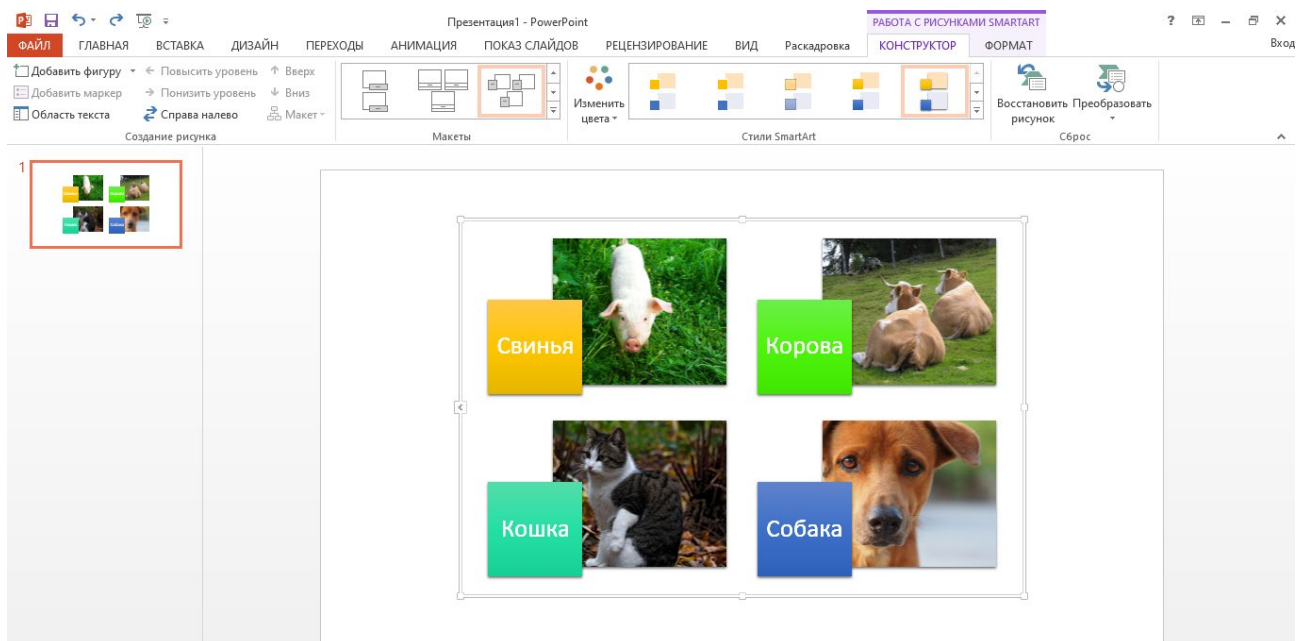 Презентация1 - PowerPoint
РАБОТА С РИСУНКАМИ SMARTART
?
ФАЙЛ ГЛАВНАЯ ВСТАВКА ДИЗАЙН ПЕРЕХОДЫ АНИМАЦИЯ ПОКАЗ СЛАЙДОВ РЕЦЕНЗИРОВАНИЕ ВИД Раскадровка КОНСТРУКТОР ФОРМАТ Вход
Добавить фигуру Повысить уровень Вверх
Добавить маркер Понизить уровень Вниз
Область текста Справа налево Макет
Изменить
цвета
Восстановить
рисунок
Преобразовать
Создание рисунка Макеты Стили SmartArt Сброс
1
Свинья
Корова
Кошка
Собака